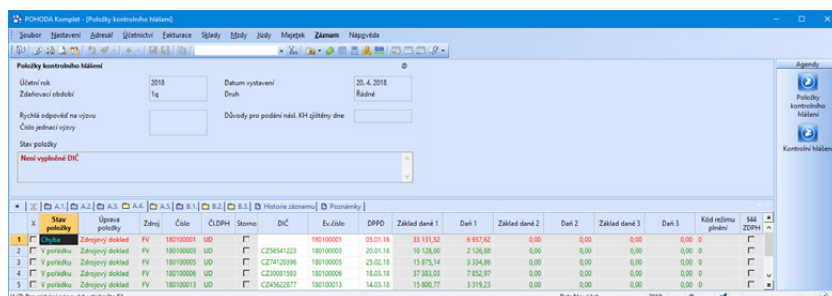 POHODA Komplet - [Položky kontrolního hlášení]
Soubor Nastavení Adresář Účetnictví Fakturace Sklady Mzdy Jízdy Majetek Záznam Nápověda
Položky kontrolního hlášení
Účetní rok 2018 Datum vystavení 20. 4. 2018
Zdaňovací období 1q Druh Řádné
Rychlá odpověď na výzvu Důvody pro podání násl. KH zjištěny dne
Číslo jednací výzvy
Stav položky
Není vyplněné DIČ
Agendy
Položky
kontrolního
hlášení
Kontrolní hlášen
A.1. A.2. A.3. A.4. A.5. B.1. B.2. B.3. Historie záznamu Poznámky
X Stav položky Úprava položky Zdroj Číslo Čl.DPH Storno DIČ Ev.číslo DPPD Základ daně 1 Daň 1 Základ daně 2 Daň 2 Základ daně 3 Daň 3 Kód režimu plnění §44 ZDPH
1 Chyba Zdrojový doklad FV 180100001 UD 180100001 05.01.18 33 131,52 6 957,62 0,00 0,00 0,00 0,00 0
2 V pořádku Zdrojový doklad FV 180100003 UD CZ56541223 180100003 20.01.18 10 128,00 2 126,88 0,00 0,00 0,00 0,00 0
3 V pořádku Zdrojový doklad FV 180100005 UD CZ74120396 180100005 25.02.18 15 875,14 3 334,86 0,00 0,00 0,00 0,00 0
4 V pořádku Zdrojový doklad FV 180100006 UD CZ30081393 180100006 18.03.18 37 383,03 7 852,97 0,00 0,00 0,00 0,00 0
5 V pořádku Zdrojový doklad FV 180100013 UD CZ45622877 180100013 14.03.18 15 800,77 3 319,23 0,00 0,00 0,00 0,00 0